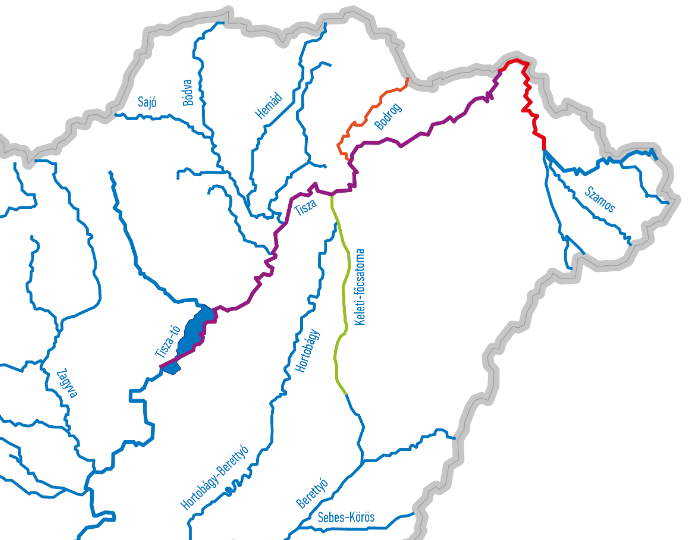 Sajó
Bódva
Hernád
Bodrog
Szamos
Tisza
Keleti-főcsatorna
Tisza-tó
Hortobágy
Zagyva
Hortobágy-Berettyó
Berettyó
Sebes-Körös